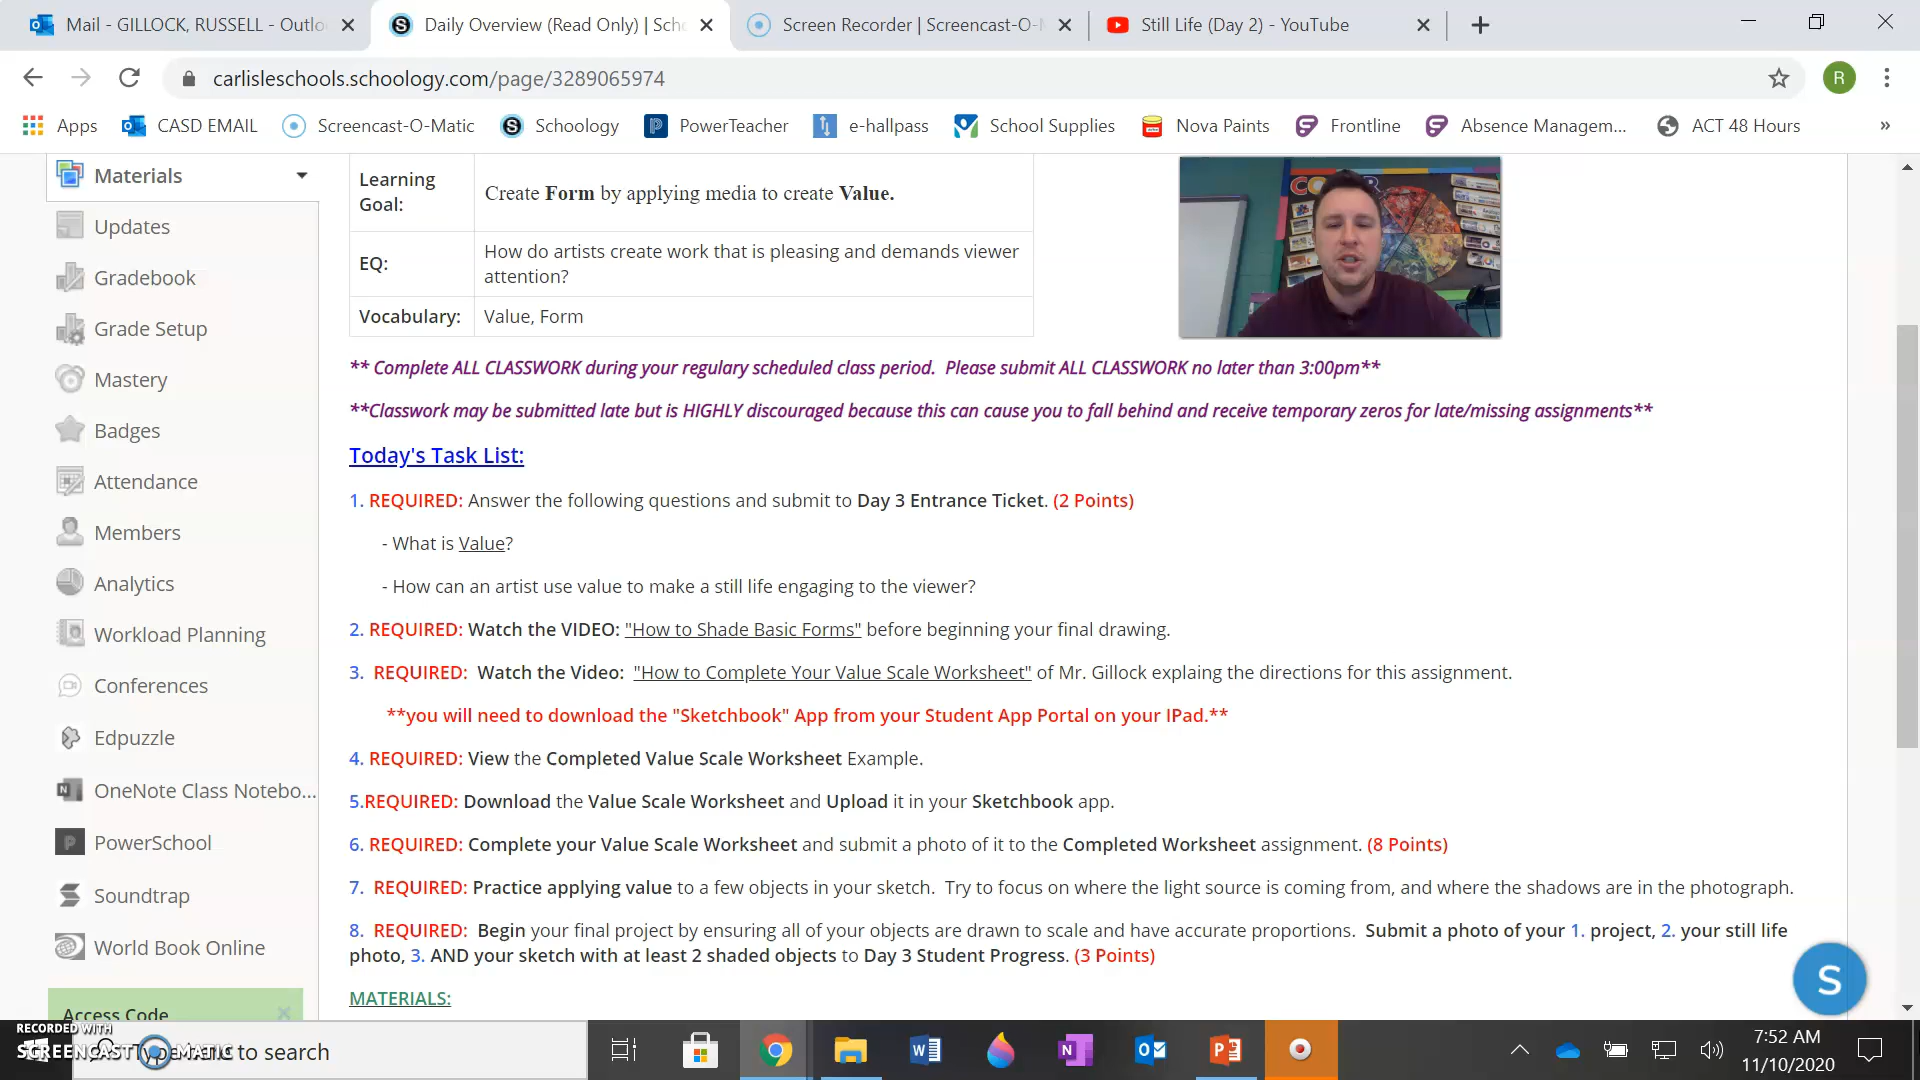 Mail - GILLOCK, RUSSELL - Outlo
Daily Overview (Read Only) | Scho
Screen Recorder | Screencast-O-M
Still Life (Day 2) - YouTube
carlisleschools.schoology.com/page/3289065974
R
Apps
CASD EMAIL
Screencast-O-Matic
Schoology
PowerTeacher
e-hallpass
School Supplies
Nova Paints
Frontline
Absence Managem...
ACT 48 Hours
»
Materials
Updates
Gradebook
Grade Setup
Mastery
Badges
Attendance
Members
Analytics
Workload Planning
Conferences
Edpuzzle
OneNote Class Notebo...
PowerSchool
Soundtrap
World Book Online
Access Code
Learning Goal:
Create Form by applying media to create Value.
EQ:
How do artists create work that is pleasing and demands viewer
attention?
Vocabulary:
Value, Form
** Complete ALL CLASSWORK during your regulary scheduled class period.  Please submit ALL CLASSWORK no later than 3:00pm**
**Classwork may be submitted late but is HIGHLY discouraged because this can cause you to fall behind and receive temporary zeros for late/missing assignments**
Today's Task List:
1. REQUIRED: Answer the following questions and submit to Day 3 Entrance Ticket. (2 Points)
- What is Value?
- How can an artist use value to make a still life engaging to the viewer?
2. REQUIRED: Watch the VIDEO: "How to Shade Basic Forms" before beginning your final drawing.
3.  REQUIRED:  Watch the Video:  "How to Complete Your Value Scale Worksheet" of Mr. Gillock explaing the directions for this assignment.
**you will need to download the "Sketchbook" App from your Student App Portal on your IPad.**
4. REQUIRED: View the Completed Value Scale Worksheet Example.
5.REQUIRED: Download the Value Scale Worksheet and Upload it in your Sketchbook app.
6. REQUIRED: Complete your Value Scale Worksheet and submit a photo of it to the Completed Worksheet assignment. (8 Points)
7.  REQUIRED: Practice applying value to a few objects in your sketch.  Try to focus on where the light source is coming from, and where the shadows are in the photograph.
8.  REQUIRED:  Begin your final project by ensuring all of your objects are drawn to scale and have accurate proportions.  Submit a photo of your 1. project, 2. your still life
photo, 3. AND your sketch with at least 2 shaded objects to Day 3 Student Progress. (3 Points)
MATERIALS:
S
RECORDED WITH
SCREENCAST-O-MATIC
Type here to search
7:52 AM
11/10/2020